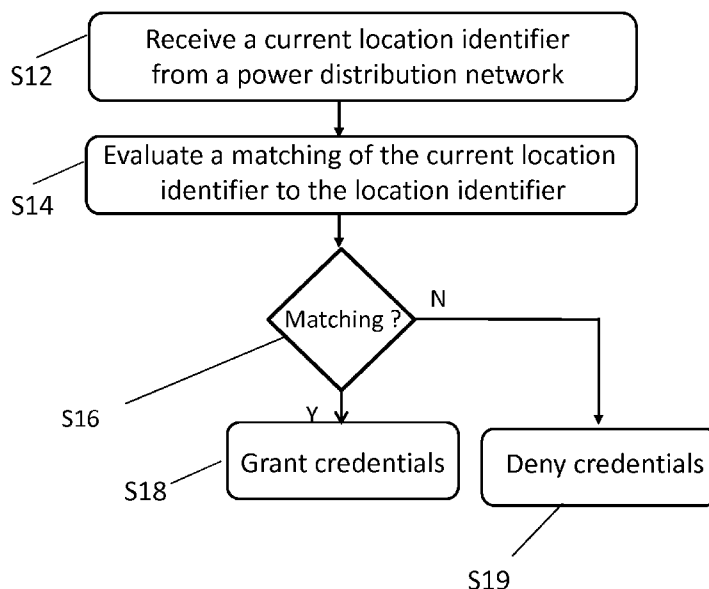 Receive a current location identifier
from a power distribution network
S12
Evaluate a matching of the current location
identifier to the location identifier
S14
Matching ?
N
S16
Y
Grant credentials
Deny credentials
S18
S19